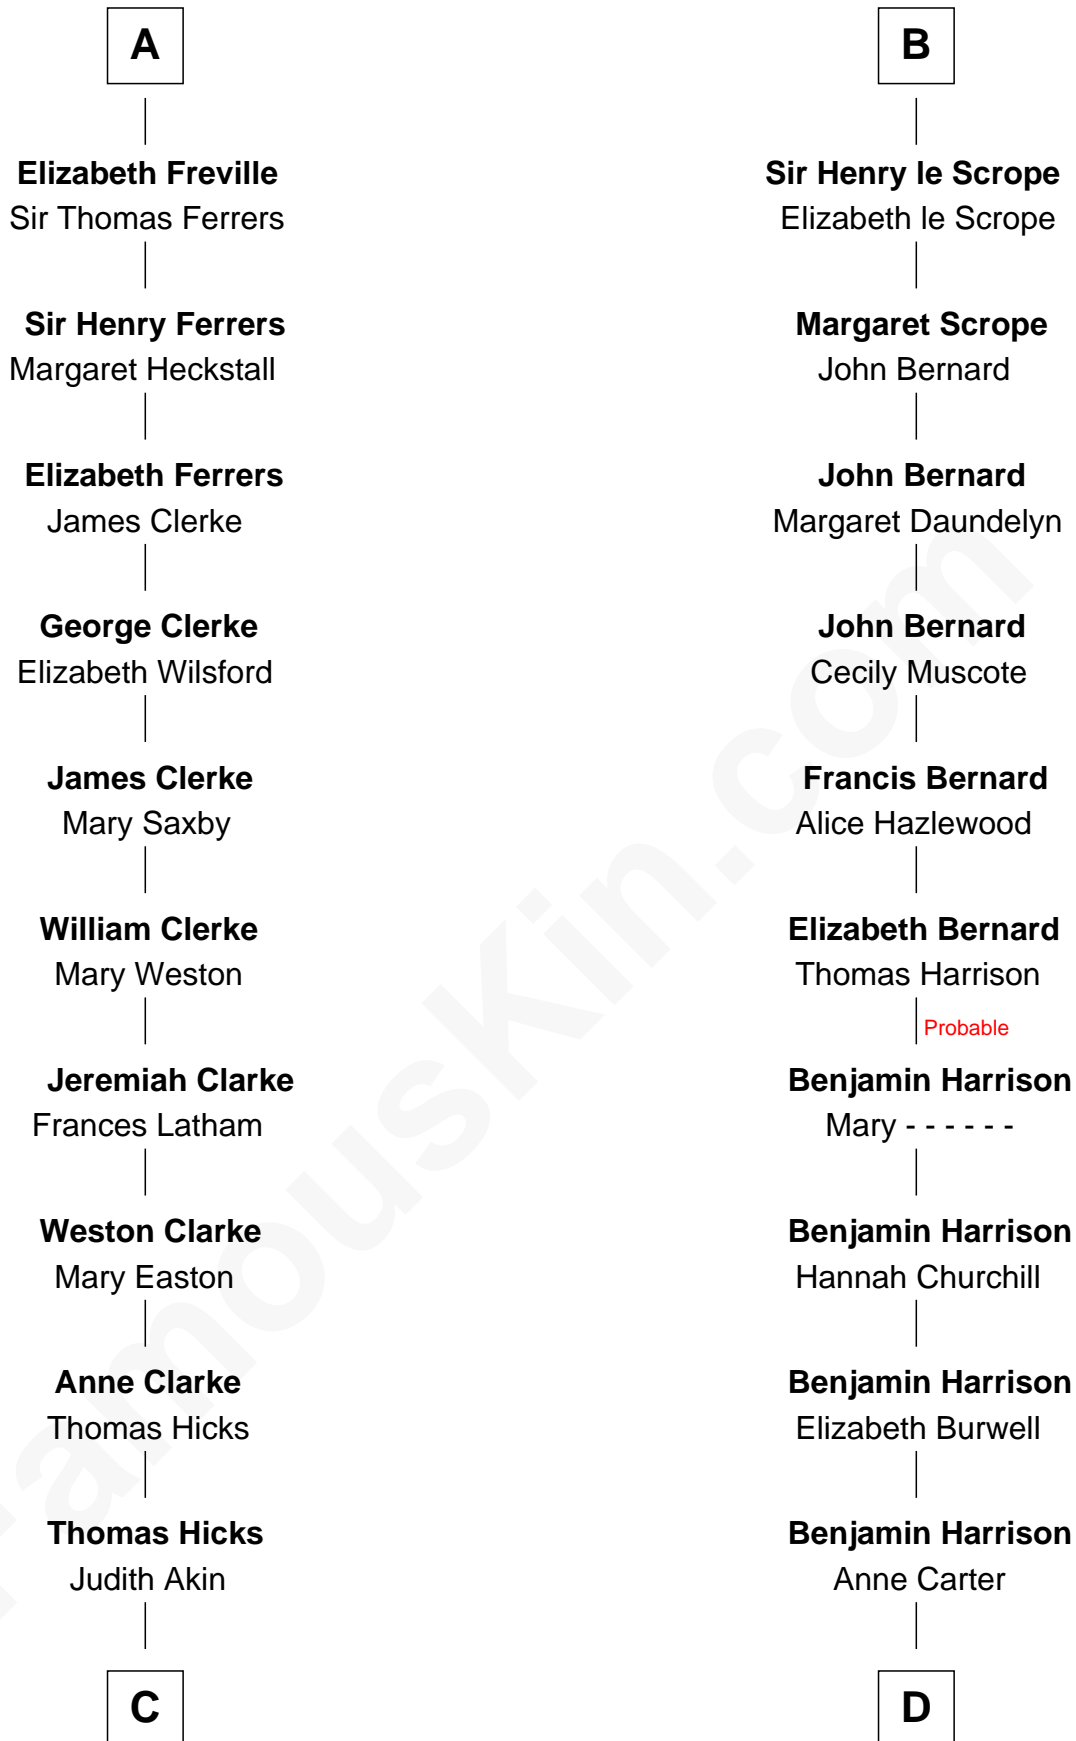 A
Elizabeth Freville
Sir Thomas Ferrers
Sir Henry Ferrers
Margaret Heckstall
Elizabeth Ferrers
James Clerke
George Clerke
Elizabeth Wilsford
James Clerke
Mary Saxby
William Clerke
Mary Weston
Jeremiah Clarke
Frances Latham
Weston Clarke
Mary Easton
Anne Clarke
Thomas Hicks
Thomas Hicks
Judith Akin
C
B
Sir Henry le Scrope
Elizabeth le Scrope
Margaret Scrope
John Bernard
John Bernard
Margaret Daundelyn
John Bernard
Cecily Muscote
Francis Bernard
Alice Hazlewood
Elizabeth Bernard
Thomas Harrison
Probable
Benjamin Harrison
Mary - - - - - -
Benjamin Harrison
Hannah Churchill
Benjamin Harrison
Elizabeth Burwell
Benjamin Harrison
Anne Carter
D
FamousKin.com